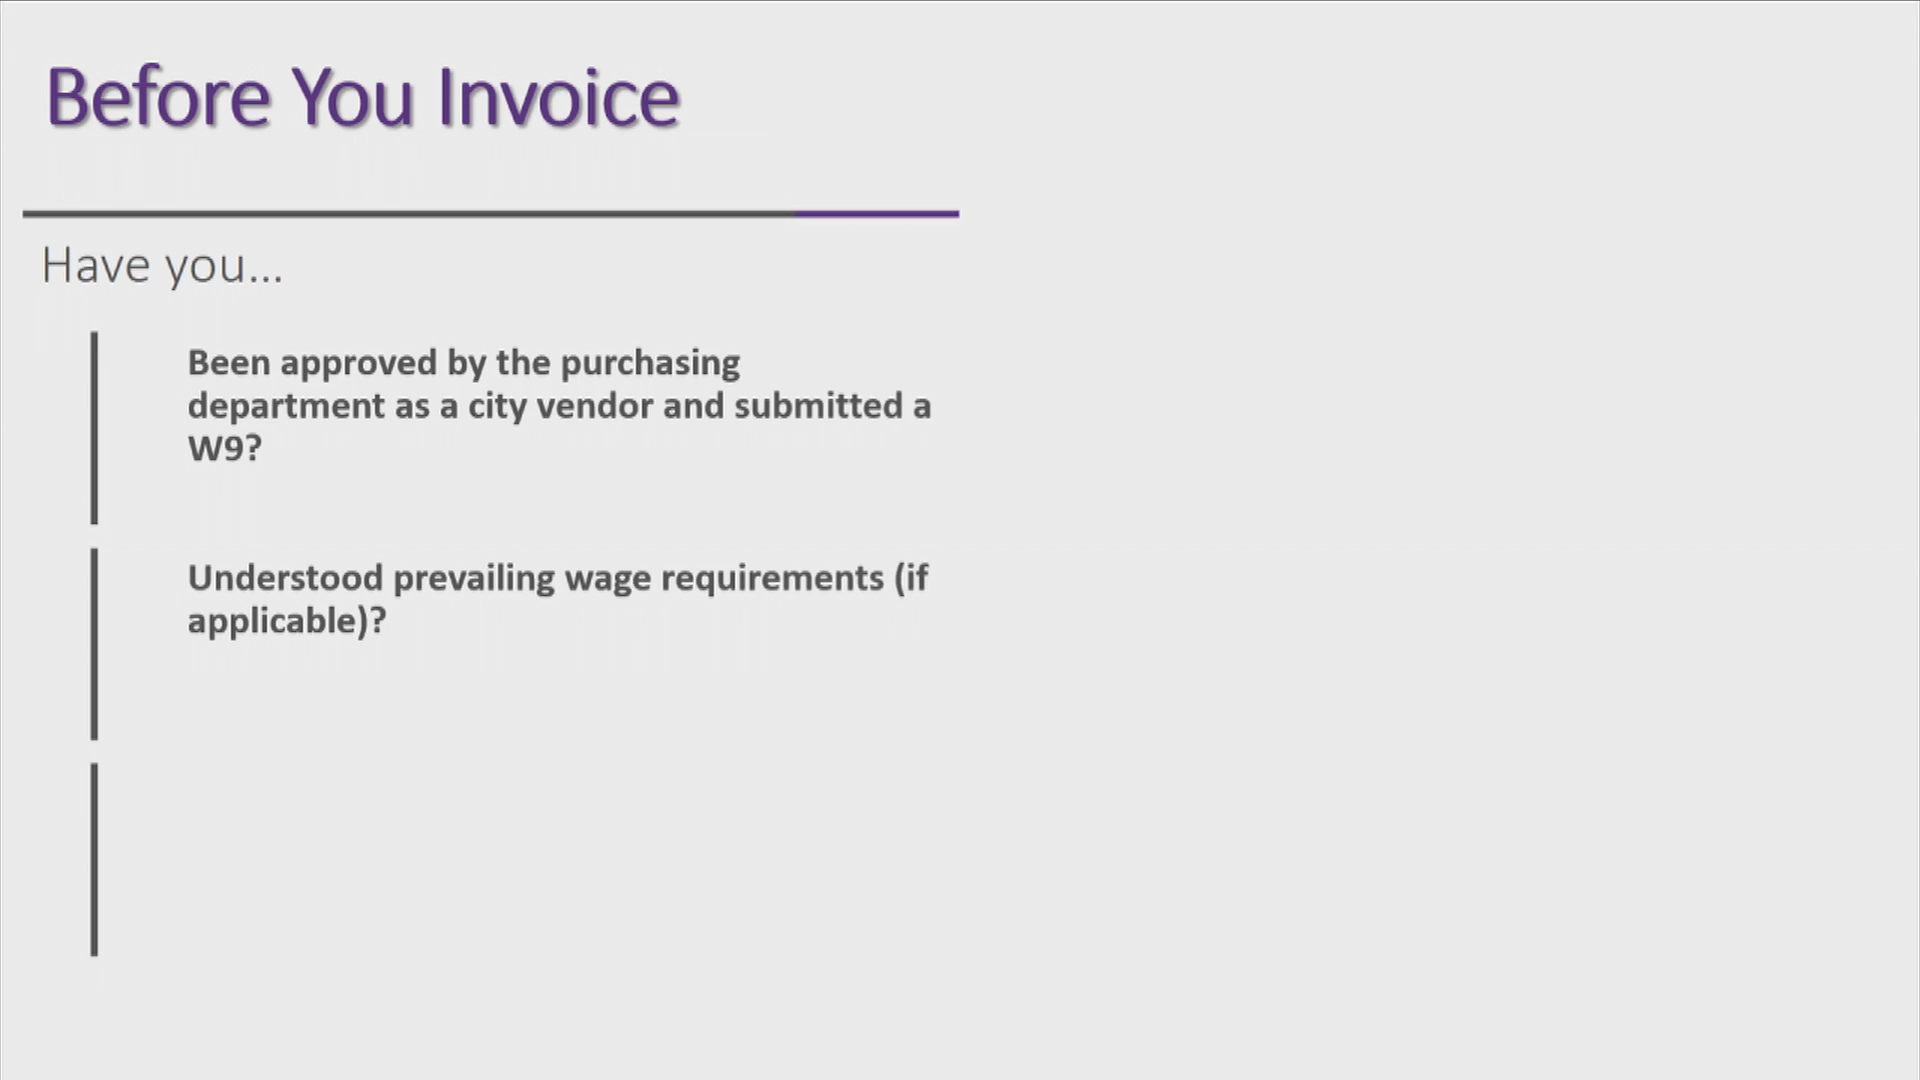 Before You Invoice
Have you...
Been approved by the purchasing
department as a city vendor and submitted a
W9?
Understood prevailing wage requirements (if
applicable)?